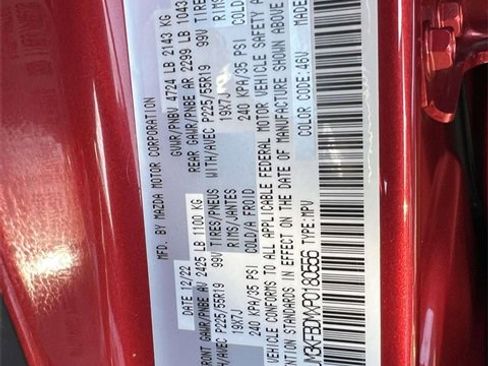 MFD. BY MAZDA MOTOR CORPORATION
DATE 12/22 GVWR/PNBV 4724 LB 2143 KG
FRONT GAWR/PNBE AV 2425 LB 1100 KG REAR GAWR/PNBE AR 2299 LB 1043
WITH/AVEC P225/55R19 99V TIRES/PNEUS WITH/AVEC P225/55R19 99V TIRES
19X7J RIMS/JANTES 19X7J RIMS
240 KPA/35 PSI COLD/A FROID 240 KPA/35 PSI COLD
VEHICLE CONFORMS TO ALL APPLICABLE FEDERAL MOTOR VEHICLE SAFETY
STANDARDS IN EFFECT ON THE DATE OF MANUFACTURE SHOWN ABOVE
TYPE: MPV COLOR CODE: 46V MADE